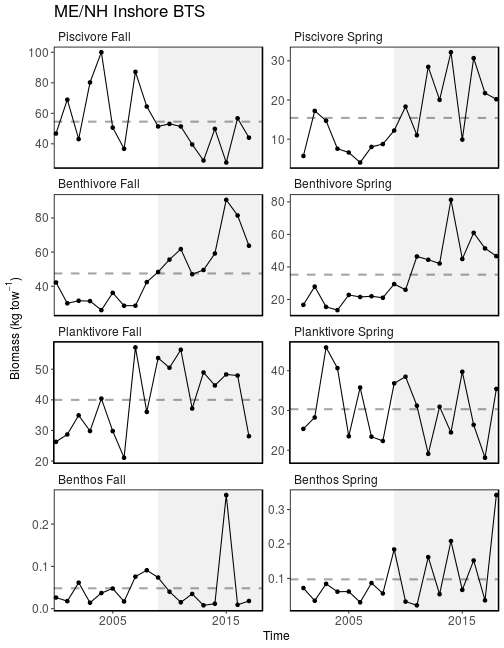 ME/NH Inshore BTS
Piscivore Fall
Piscivore Spring
100
80
60
40
30
20
10
Benthivore Fall
Benthivore Spring
80
60
40
80
60
40
20
Biomass (kg tow⁻¹)
Planktivore Fall
Planktivore Spring
50
40
30
20
40
30
20
Benthos Fall
Benthos Spring
0.2
0.1
0.0
0.3
0.2
0.1
2005
2015
2005
2015
Time